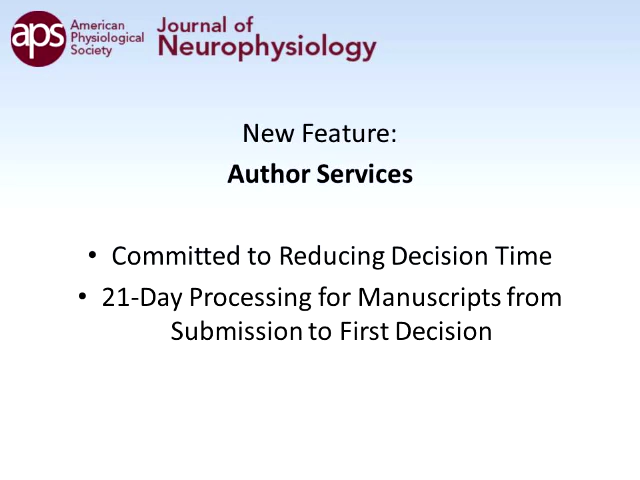 aps American Physiological Society
Journal of Neurophysiology
New Feature:
Author Services
• Committed to Reducing Decision Time
• 21-Day Processing for Manuscripts from
Submission to First Decision